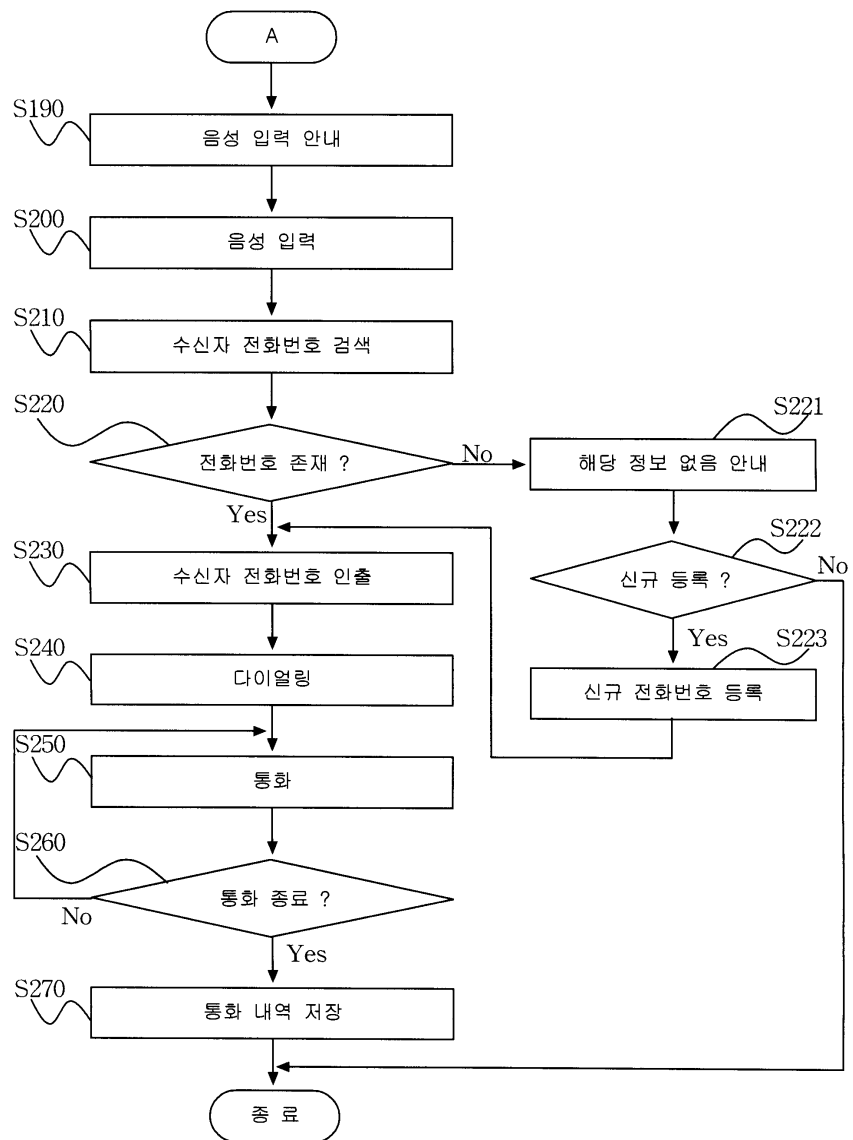 A
S190
음성 입력 안내
S200
음성 입력
S210
수신자 전화번호 검색
S220
전화번호 존재 ?
No
S221
해당 정보 없음 안내
Yes
S222
신규 등록 ?
No
S230
수신자 전화번호 인출
Yes
S223
신규 전화번호 등록
S240
다이얼링
S250
통화
S260
통화 종료 ?
No
Yes
S270
통화 내역 저장
종 료